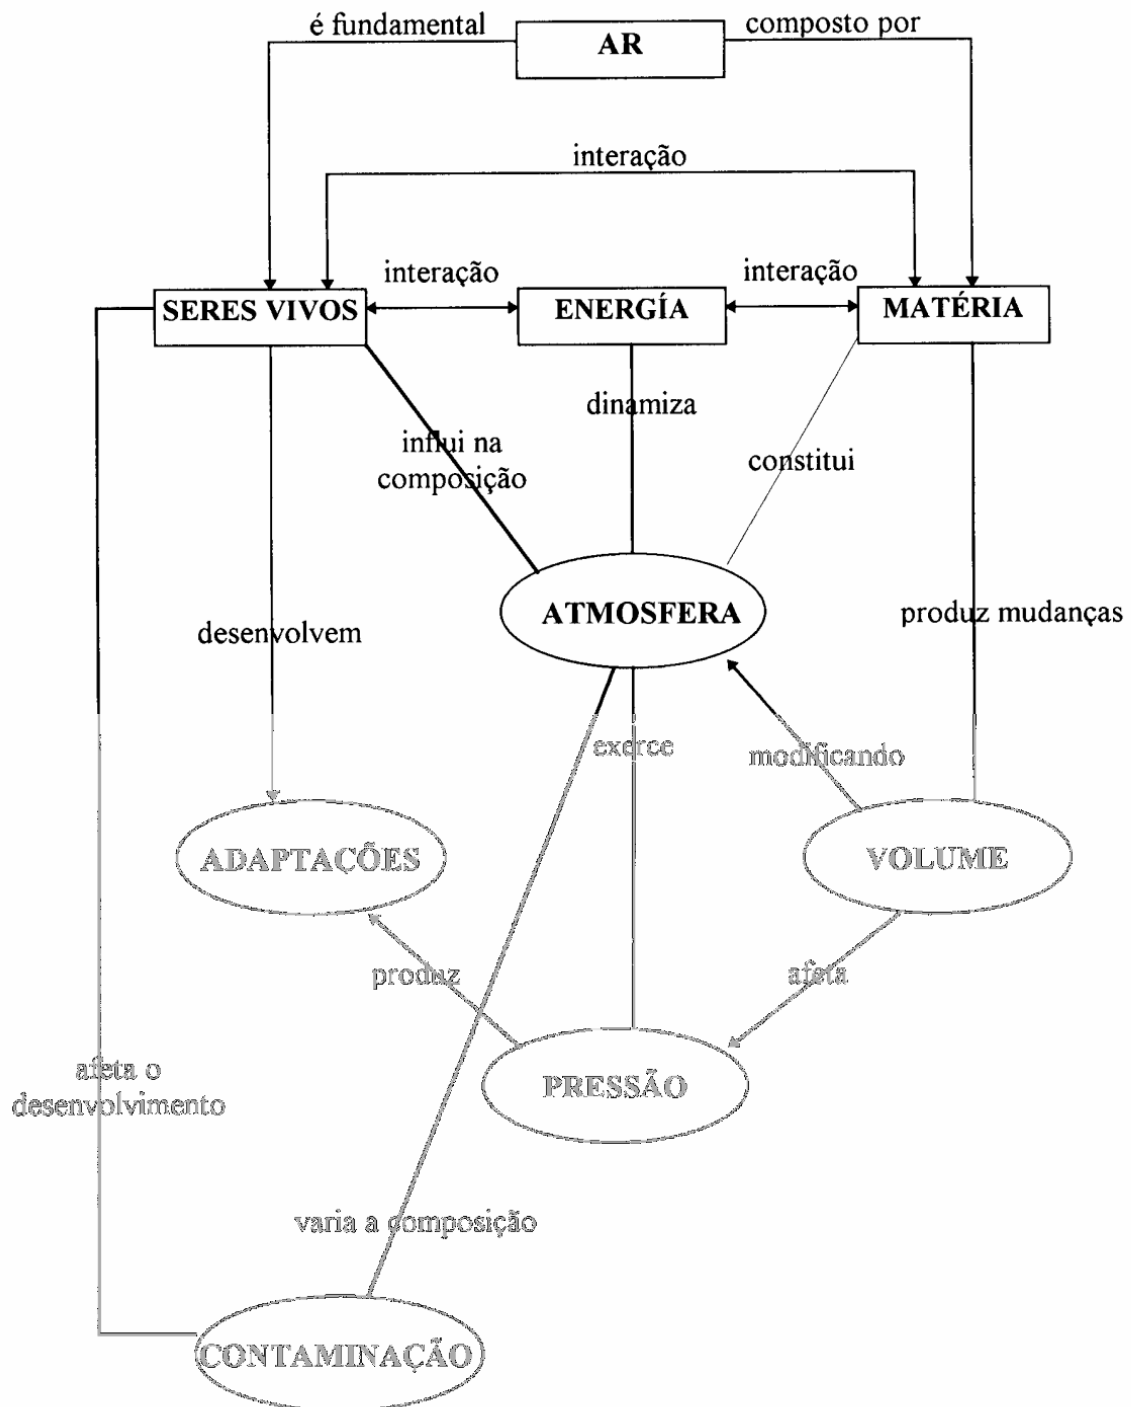 é fundamental
AR
composto por
interação
interação
interação
SERES VIVOS
ENERGÍA
MATÉRIA
dinamiza
influi na
composição
constitui
ATMOSFERA
produz mudanças
desenvolvem
exerce
modificando
ADAPTAÇÕES
VOLUME
produz
afeta
afeta o
desenvolvimento
PRESSÃO
varia a composição
CONTAMINAÇÃO